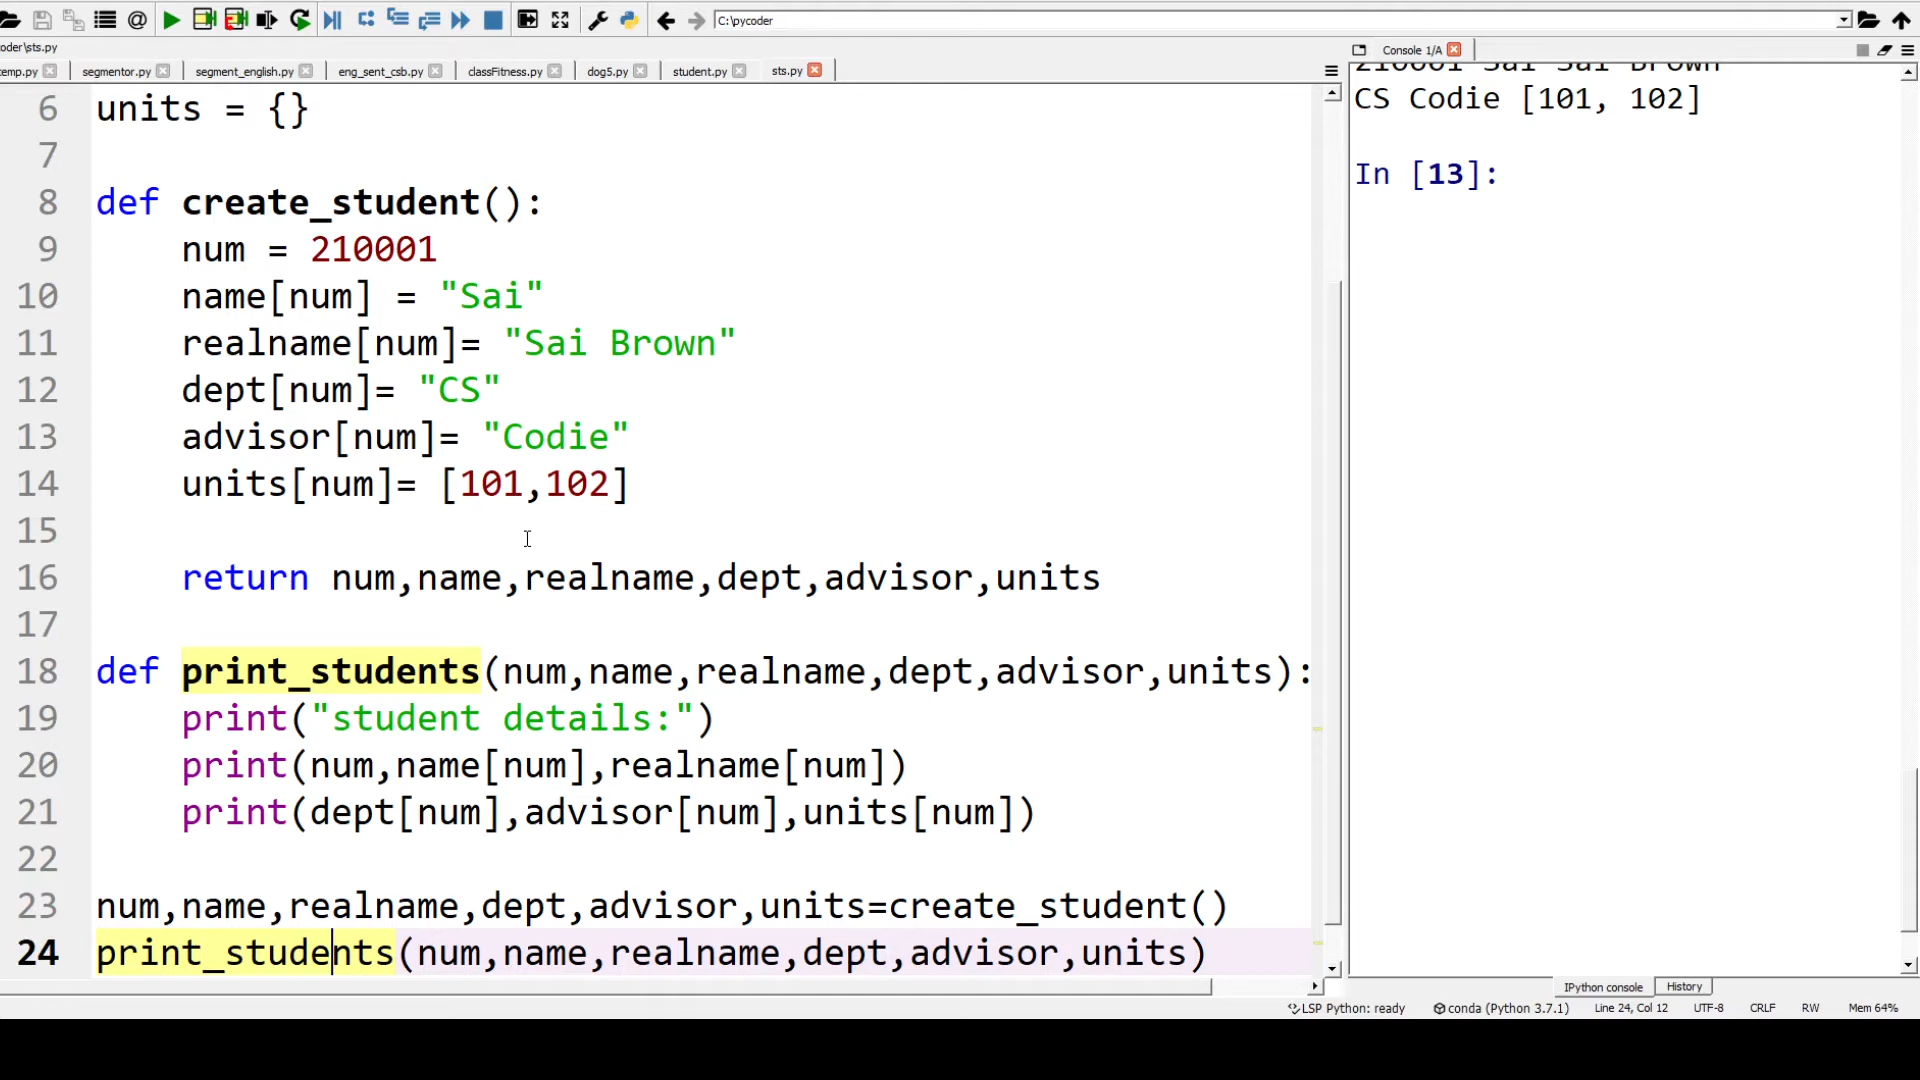 C:\pycoder
oder\sts.py
temp.py segmentor.py segment_english.py eng_sent_csb.py classFitness.py dog5.py student.py sts.py
6 units = {}
7
8 def create_student():
9 num = 210001
10 name[num] = "Sai"
11 realname[num]= "Sai Brown"
12 dept[num]= "CS"
13 advisor[num]= "Codie"
14 units[num]= [101,102]
15
16 return num,name,realname,dept,advisor,units
17
18 def print_students(num,name,realname,dept,advisor,units):
19 print("student details:")
20 print(num,name[num],realname[num])
21 print(dept[num],advisor[num],units[num])
22
23 num,name,realname,dept,advisor,units=create_student()
24 print_students(num,name,realname,dept,advisor,units)
Console 1/A
210001 Sai Sai Brown
CS Codie [101, 102]
In [13]:
IPython console History
LSP Python: ready conda (Python 3.7.1) Line 24, Col 12 UTF-8 CRLF RW Mem 64%